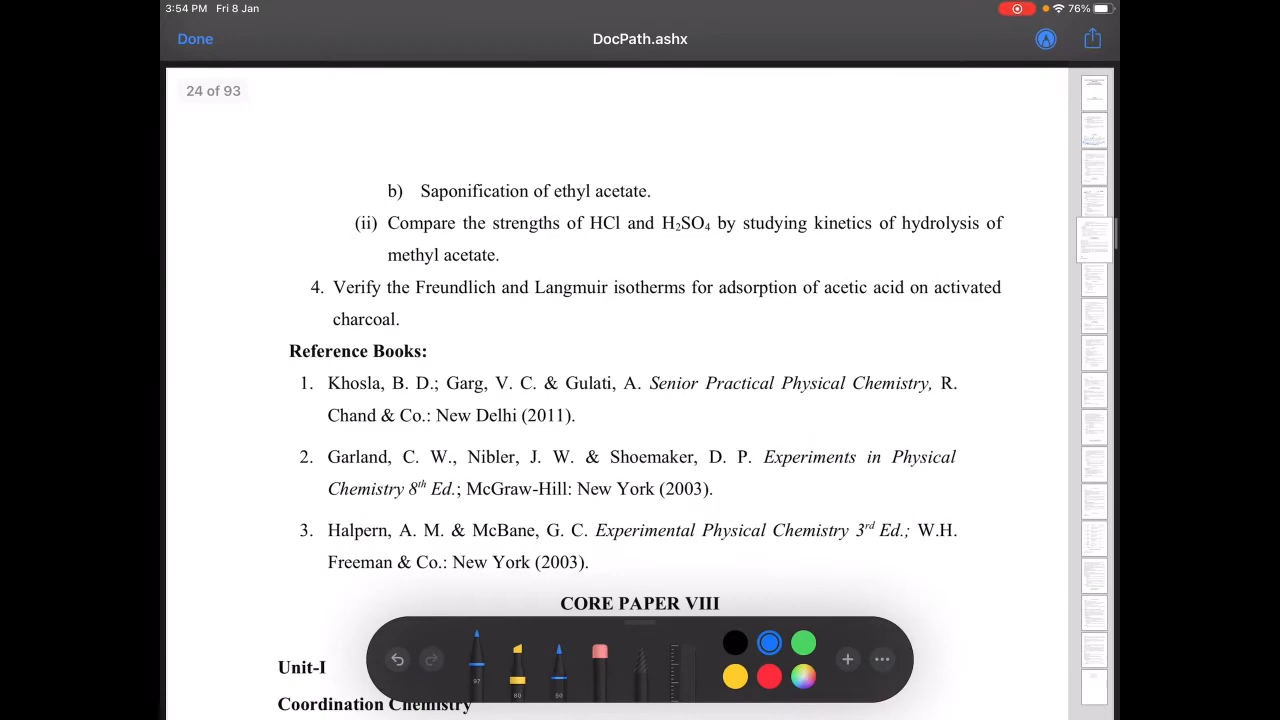 3:54 PM Fri 8 Jan
76%
Done
DocPath.ashx
24 of 93
Saponification of ethyl acetate.
(ii) Compare the strengths of HCl and H₂SO₄ by studying kinetics of hydrolysis of
methyl acetate.
4. Verify the Freundlich and Langmuir isotherms for adsorption of acetic acid on activated
charcoal.
Reference Books:
1. Khosla, B. D.; Garg, V. C. & Gulati, A. Senior Practical Physical Chemistry, R.
Chand & Co.: New Delhi (2011).
2. Garland, C. W.; Nibler, J. W. & Shoemaker, D. P. Experiments in Physical
Chemistry 8th Ed.; McGraw-Hill: New York (2003).
3. Halpern, A. M. & McBane, G. C. Experimental Physical Chemistry 3rd Ed.; W.H.
Freeman & Co.: New York (2003).
CORE PAPER VIII
Unit-I
Coordination Chemistry
80
50